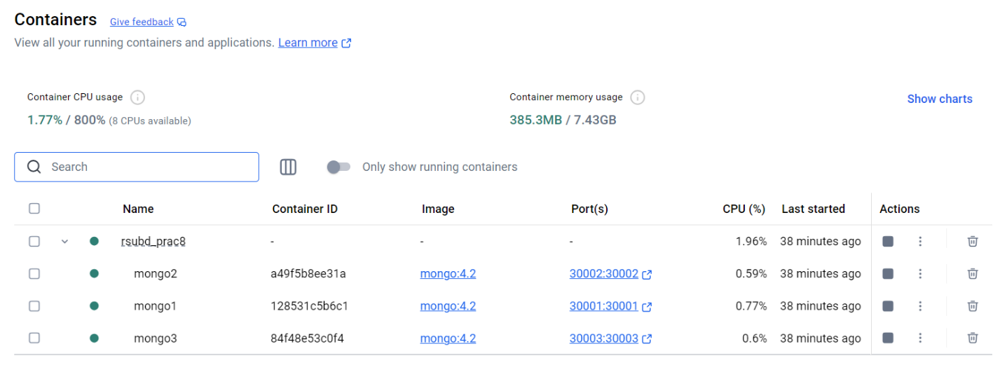 Containers Give feedback
View all your running containers and applications. Learn more
Container CPU usage
1.77% / 800% (8 CPUs available)
Container memory usage
385.3MB / 7.43GB
Show charts
Search
Only show running containers
Name Container ID Image Port(s) CPU (%) Last started Actions
rsubd_prac8 - - - 1.96% 38 minutes ago
mongo2 a49f5b8ee31a mongo:4.2 30002:30002 0.59% 38 minutes ago
mongo1 128531c5b6c1 mongo:4.2 30001:30001 0.77% 38 minutes ago
mongo3 84f48e53c0f4 mongo:4.2 30003:30003 0.6% 38 minutes ago